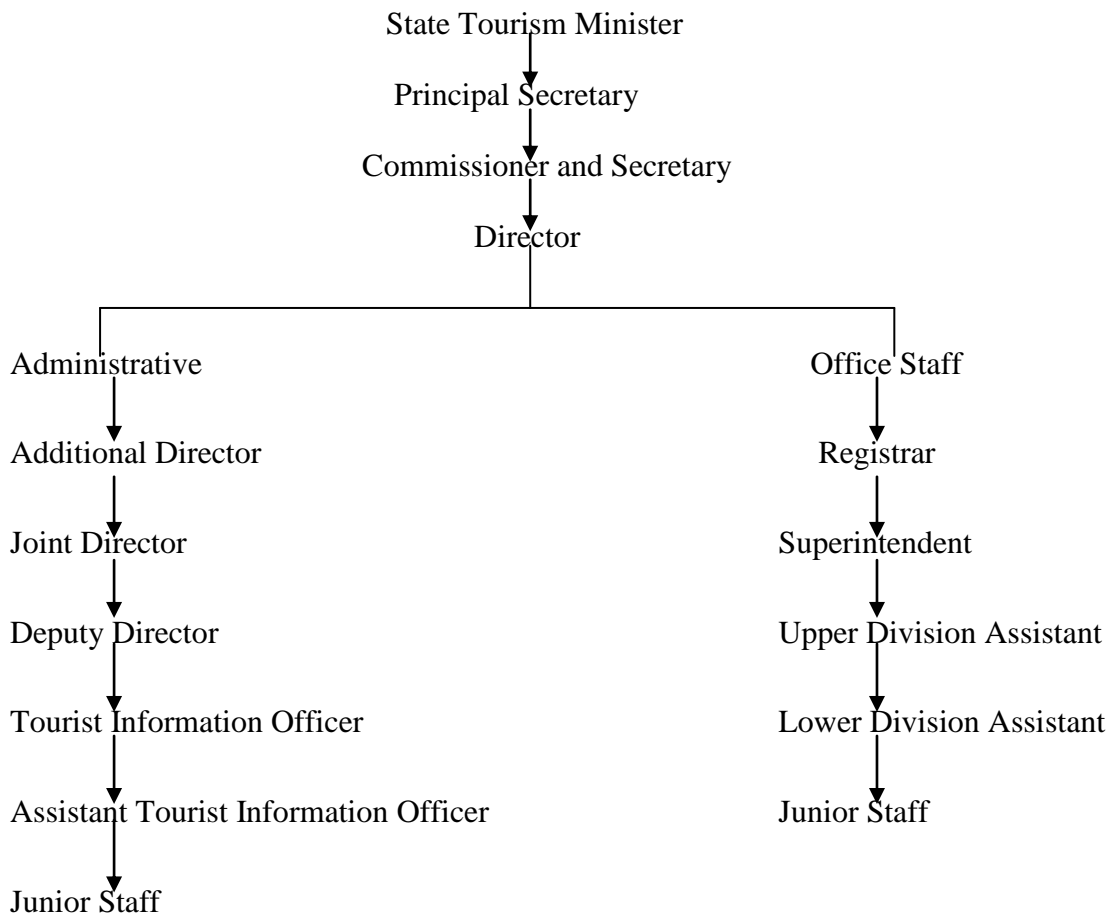 State Tourism Minister
Principal Secretary
Commissioner and Secretary
Director
Administrative
Office Staff
Additional Director
Registrar
Joint Director
Superintendent
Deputy Director
Upper Division Assistant
Tourist Information Officer
Lower Division Assistant
Assistant Tourist Information Officer
Junior Staff
Junior Staff